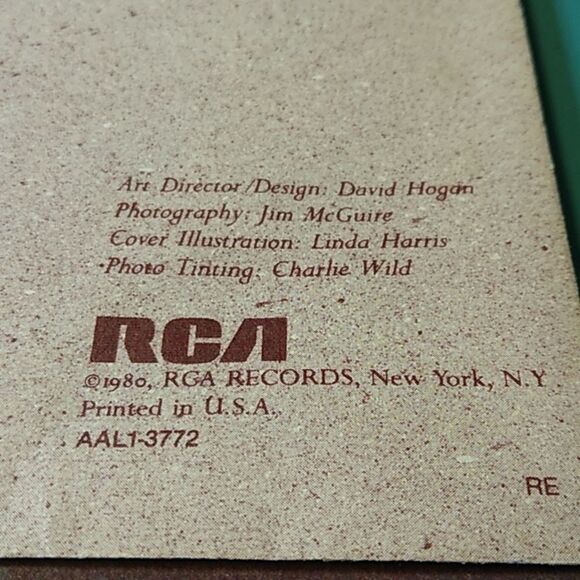 Art Director/Design: David Hogan
Photography: Jim McGuire
Cover Illustration: Linda Harris
Photo Tinting: Charlie Wild
RCA
©1980, RCA RECORDS, New York, N.Y
Printed in U.S.A.
AAL1-3772
RE